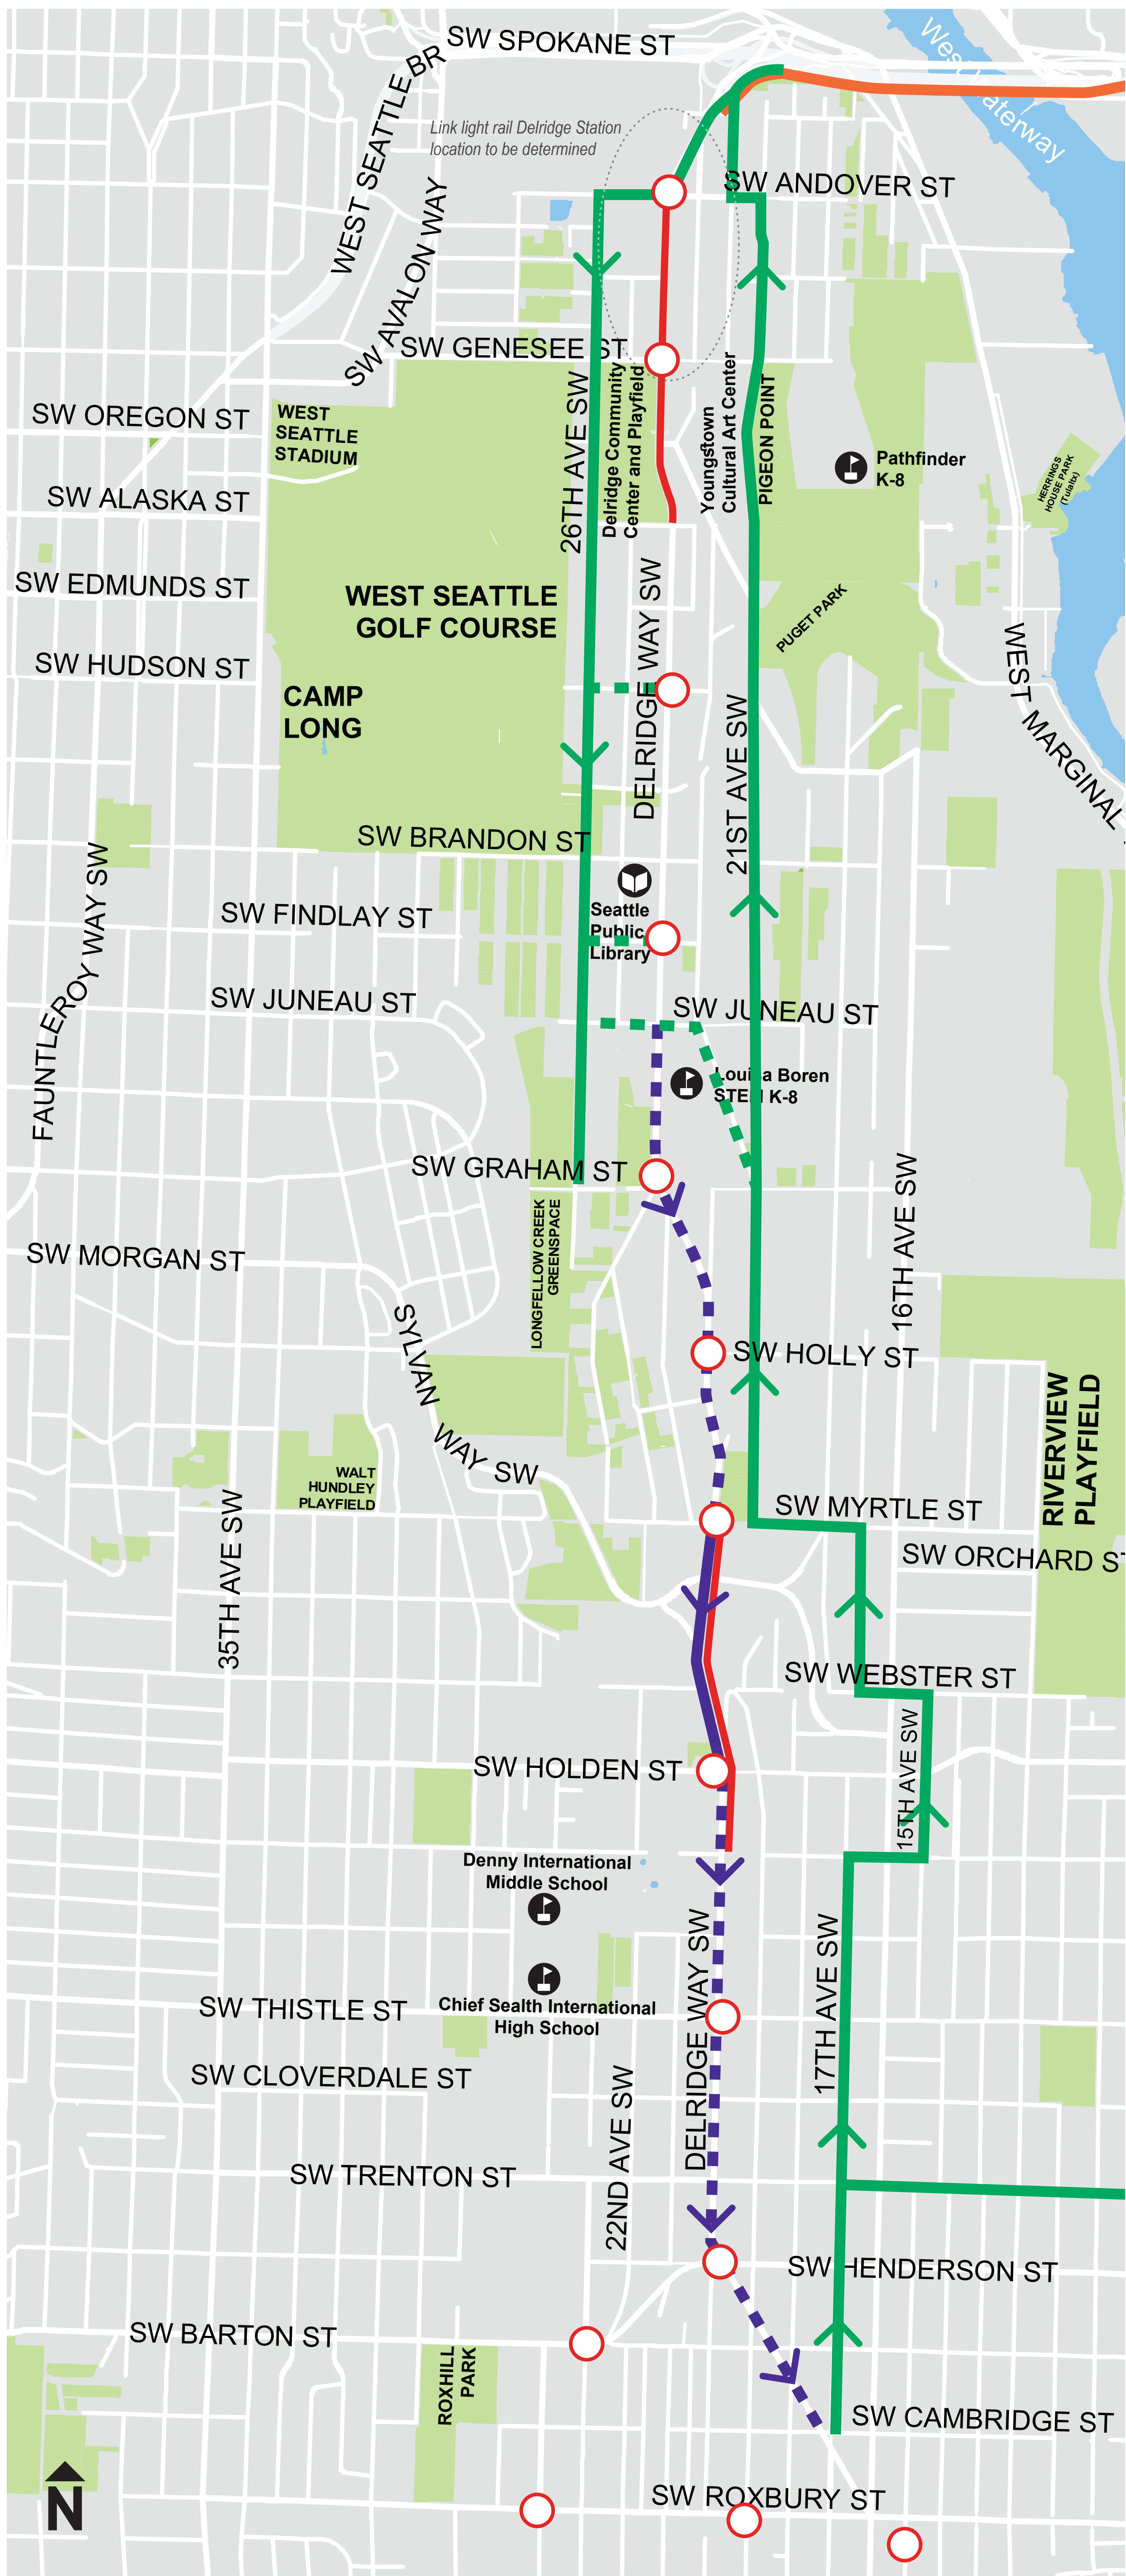 SW SPOKANE ST
WEST SEATTLE BR
West Waterway
Link light rail Delridge Station
location to be determined
SW AVALON WAY
SW ANDOVER ST
SW GENESEE ST
26TH AVE SW
Delridge Community
Center and Playfield
Youngstown
Cultural Art Center
PIGEON POINT
SW OREGON ST
WEST
SEATTLE
STADIUM
Pathfinder
K-8
HERRINGS
HOUSE PARK
(Tulaltx)
SW ALASKA ST
SW EDMUNDS ST
WEST SEATTLE
GOLF COURSE
PUGET PARK
SW HUDSON ST
CAMP
LONG
DELRIDGE WAY SW
21ST AVE SW
WEST MARGINAL
SW BRANDON ST
FAUNTLEROY WAY SW
SW FINDLAY ST
Seattle
Public
Library
SW JUNEAU ST
SW JUNEAU ST
Louisa Boren
STEM K-8
SW GRAHAM ST
16TH AVE SW
LONGFELLOW CREEK
GREENSPACE
SW MORGAN ST
SYLVAN WAY SW
SW HOLLY ST
RIVERVIEW
PLAYFIELD
WALT
HUNDLEY
PLAYFIELD
35TH AVE SW
SW MYRTLE ST
SW ORCHARD ST
SW WEBSTER ST
15TH AVE SW
SW HOLDEN ST
Denny International
Middle School
DELRIDGE WAY SW
17TH AVE SW
SW THISTLE ST
Chief Sealth International
High School
SW CLOVERDALE ST
22ND AVE SW
SW TRENTON ST
SW HENDERSON ST
SW BARTON ST
ROXHILL
PARK
SW CAMBRIDGE ST
N
SW ROXBURY ST